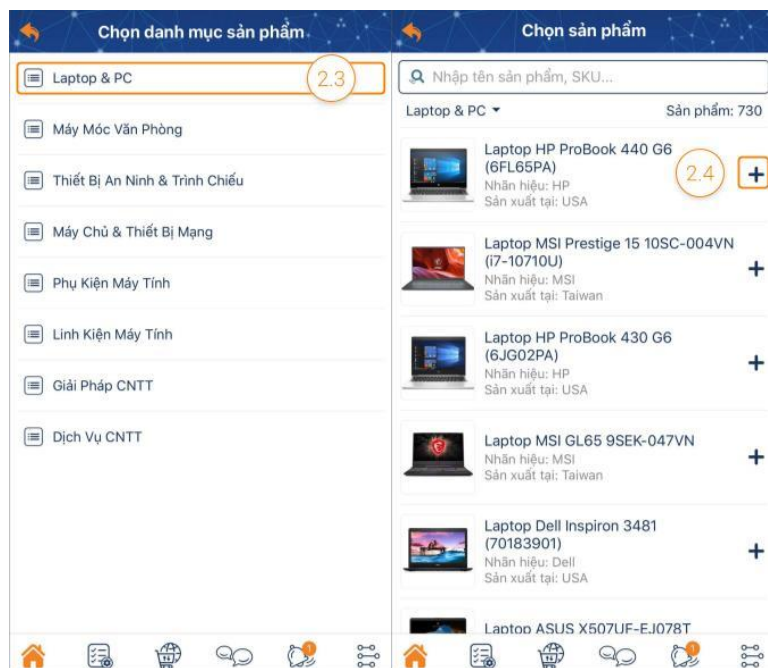 Chọn danh mục sản phẩm
Laptop & PC
2.3
Máy Móc Văn Phòng
Thiết Bị An Ninh & Trình Chiếu
Máy Chủ & Thiết Bị Mạng
Phụ Kiện Máy Tính
Linh Kiện Máy Tính
Giải Pháp CNTT
Dịch Vụ CNTT
1
Chọn sản phẩm
Nhập tên sản phẩm, SKU...
Laptop & PC
Sản phẩm: 730
Laptop HP ProBook 440 G6
(6FL65PA)
Nhãn hiệu: HP
Sản xuất tại: USA
2.4
Laptop MSI Prestige 15 10SC-004VN
(i7-10710U)
Nhãn hiệu: MSI
Sản xuất tại: Taiwan
Laptop HP ProBook 430 G6
(6JG02PA)
Nhãn hiệu: HP
Sản xuất tại: USA
Laptop MSI GL65 9SEK-047VN
Nhãn hiệu: MSI
Sản xuất tại: Taiwan
Laptop Dell Inspiron 3481
(70183901)
Nhãn hiệu: Dell
Sản xuất tại: USA
Laptop ASUS X507UF-EJ078T
1